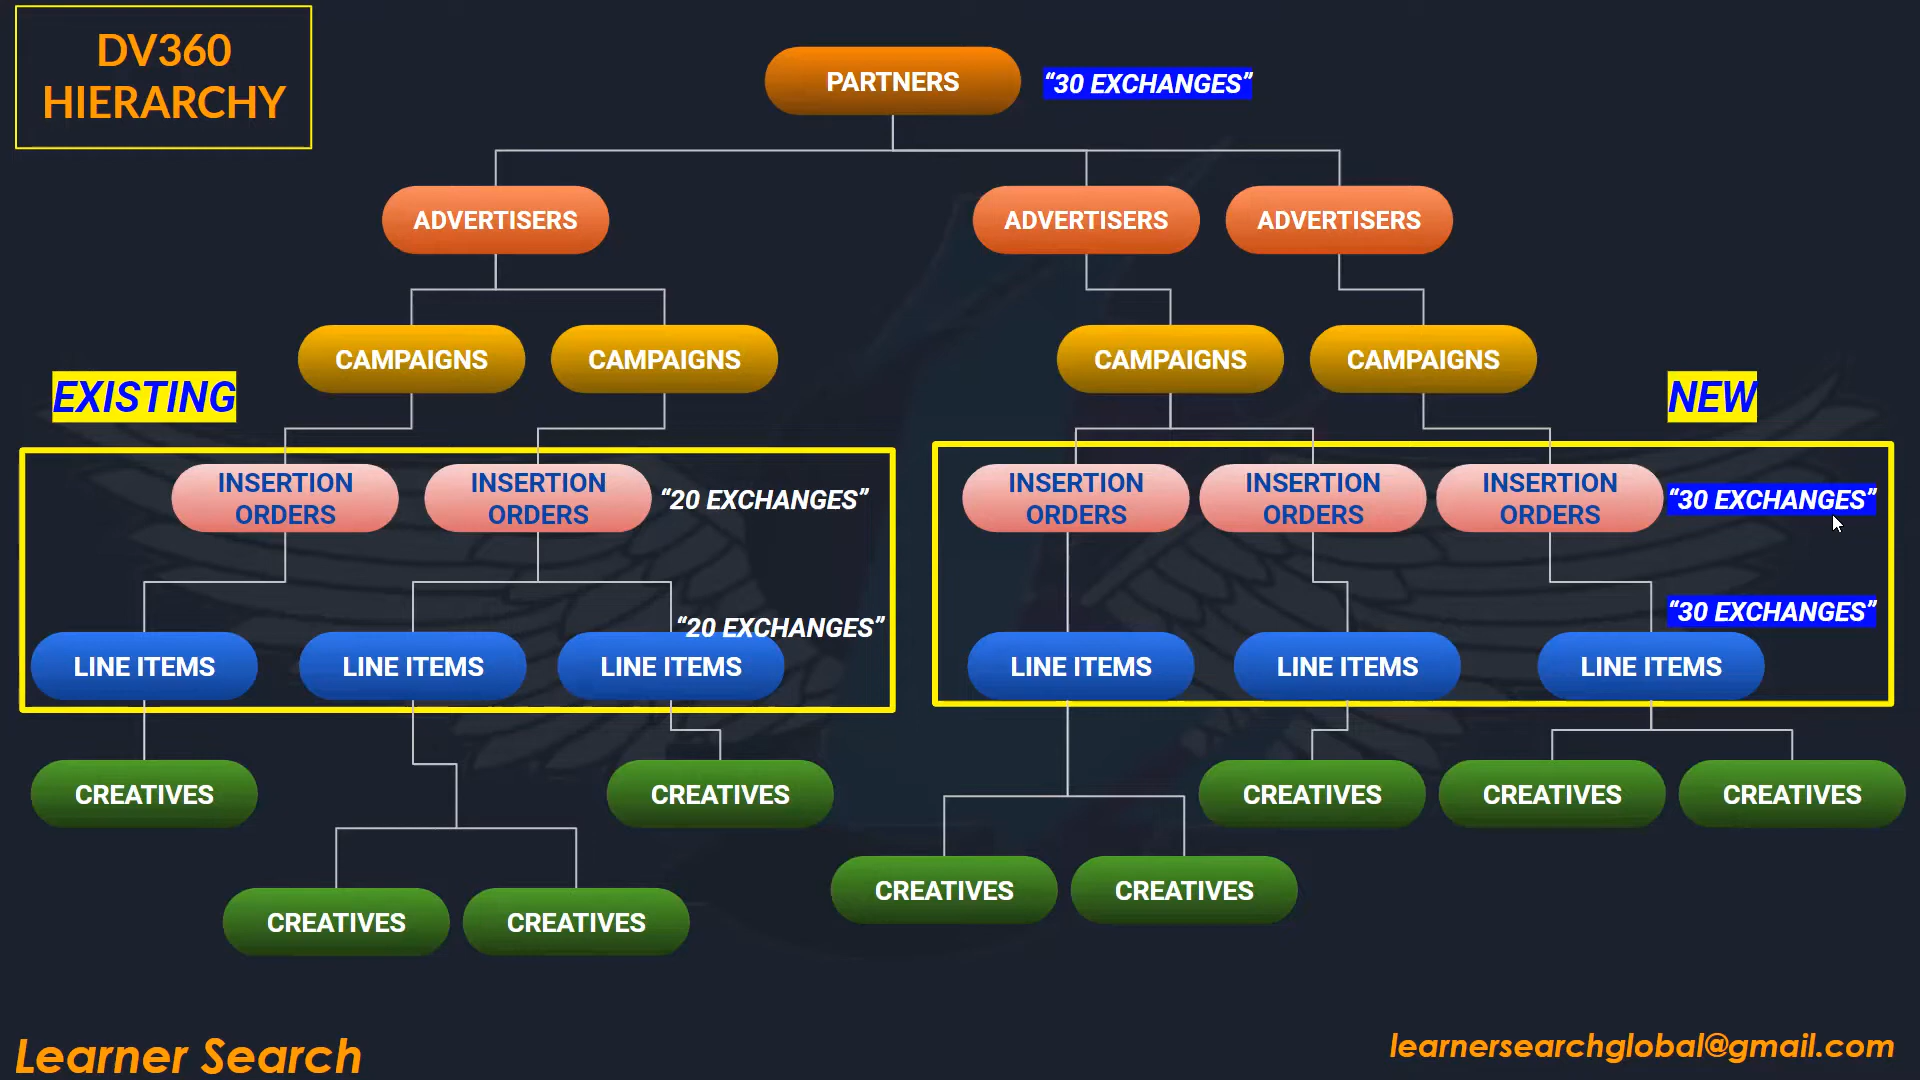 DV360
HIERARCHY
PARTNERS
“30 EXCHANGES”
ADVERTISERS
ADVERTISERS
ADVERTISERS
CAMPAIGNS
CAMPAIGNS
CAMPAIGNS
CAMPAIGNS
EXISTING
NEW
INSERTION
ORDERS
INSERTION
ORDERS
“20 EXCHANGES”
INSERTION
ORDERS
INSERTION
ORDERS
INSERTION
ORDERS
“30 EXCHANGES”
“20 EXCHANGES”
“30 EXCHANGES”
LINE ITEMS
LINE ITEMS
LINE ITEMS
LINE ITEMS
LINE ITEMS
LINE ITEMS
CREATIVES
CREATIVES
CREATIVES
CREATIVES
CREATIVES
CREATIVES
CREATIVES
CREATIVES
CREATIVES
Learner Search
learnersearchglobal@gmail.com